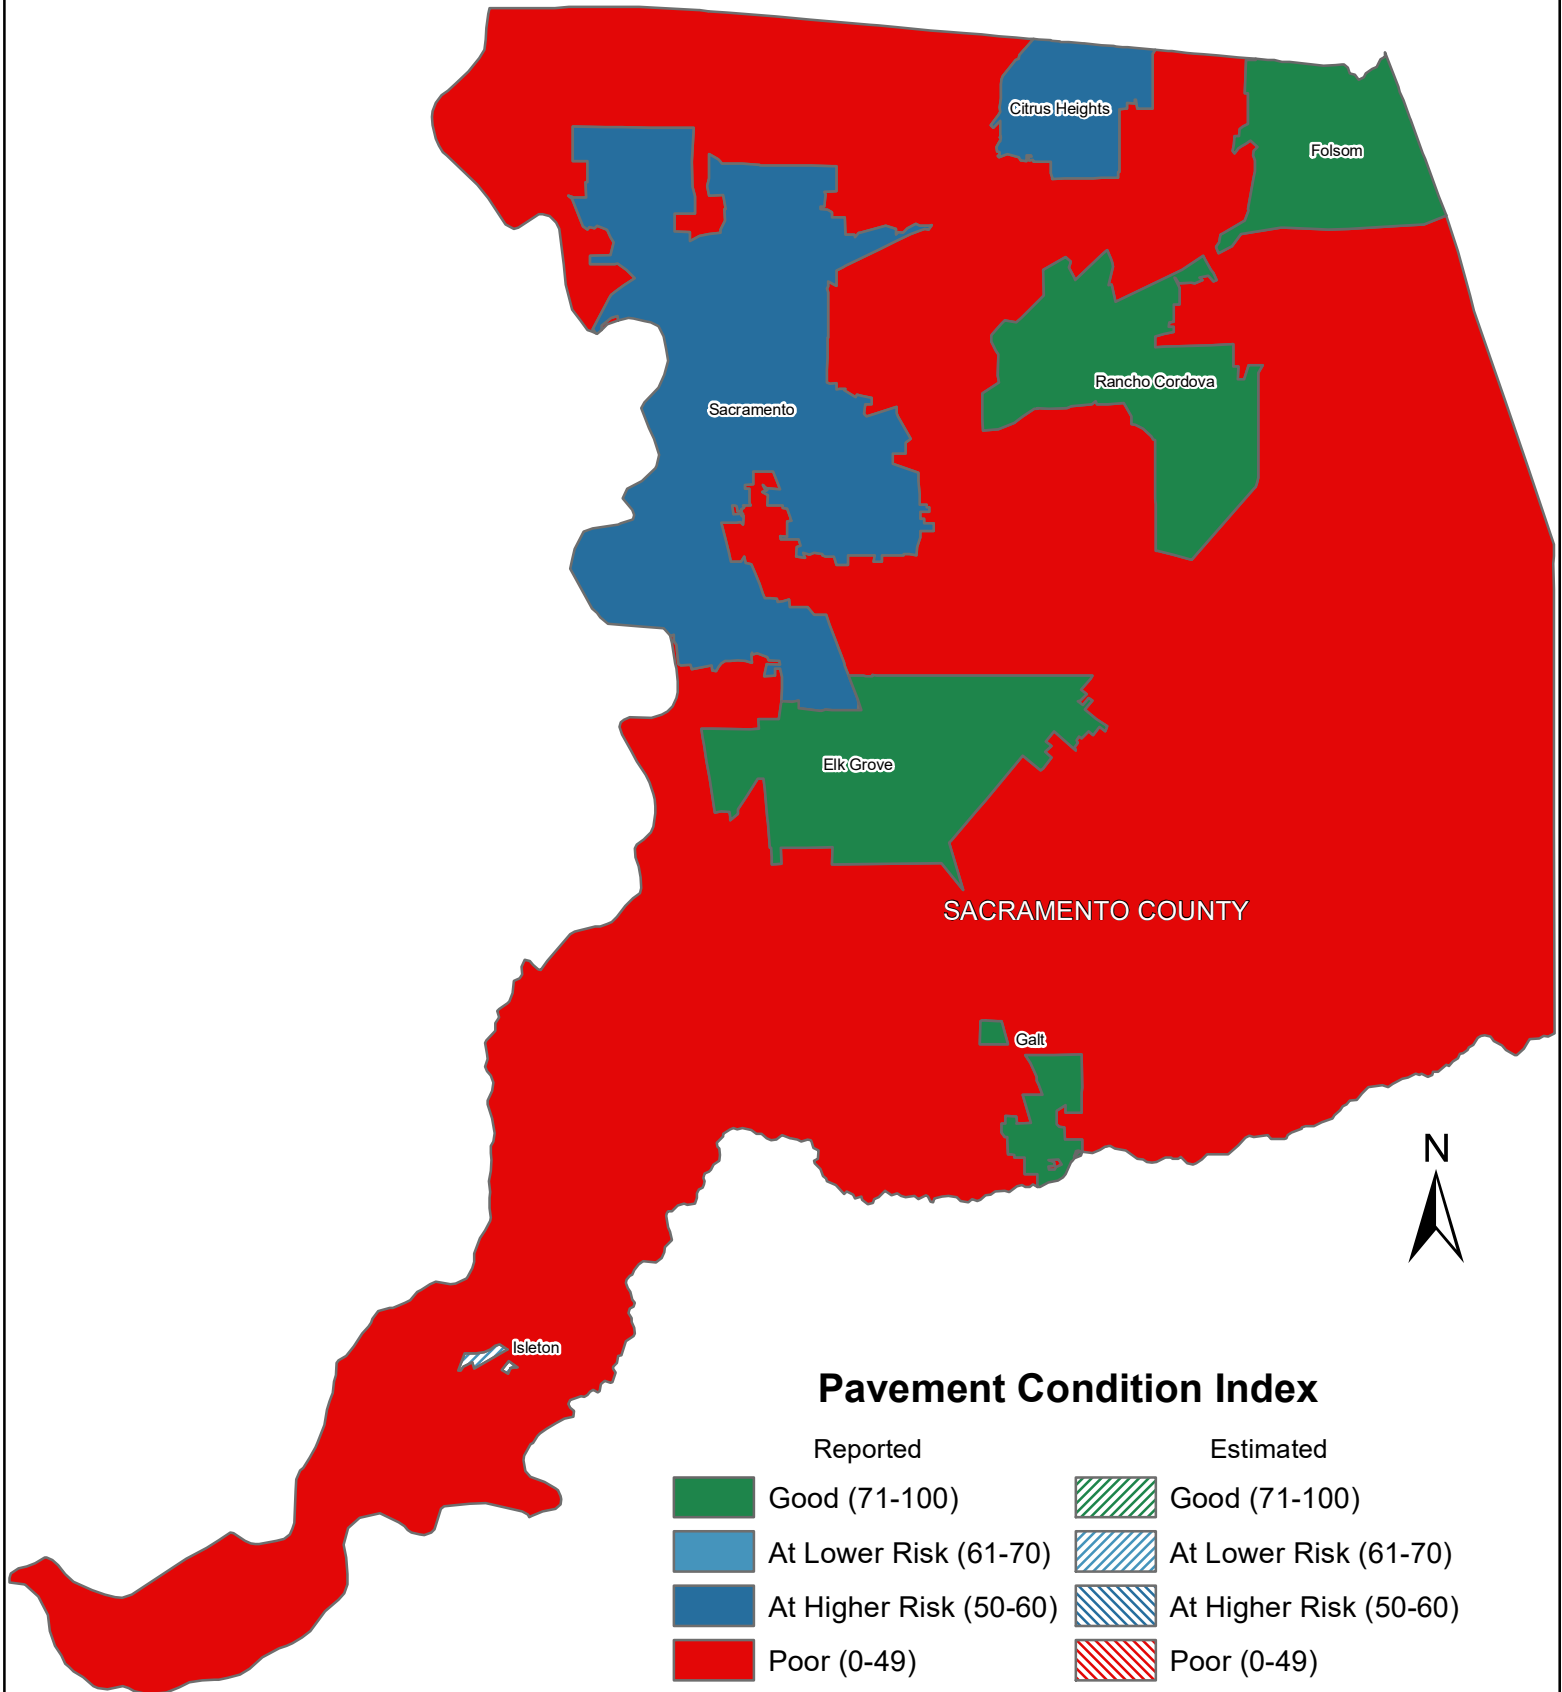 Citrus Heights
Folsom
Rancho Cordova
Sacramento
Elk Grove
SACRAMENTO COUNTY
Galt
N
Isleton
Pavement Condition Index
Reported
Estimated
Good (71-100)
Good (71-100)
At Lower Risk (61-70)
At Lower Risk (61-70)
At Higher Risk (50-60)
At Higher Risk (50-60)
Poor (0-49)
Poor (0-49)